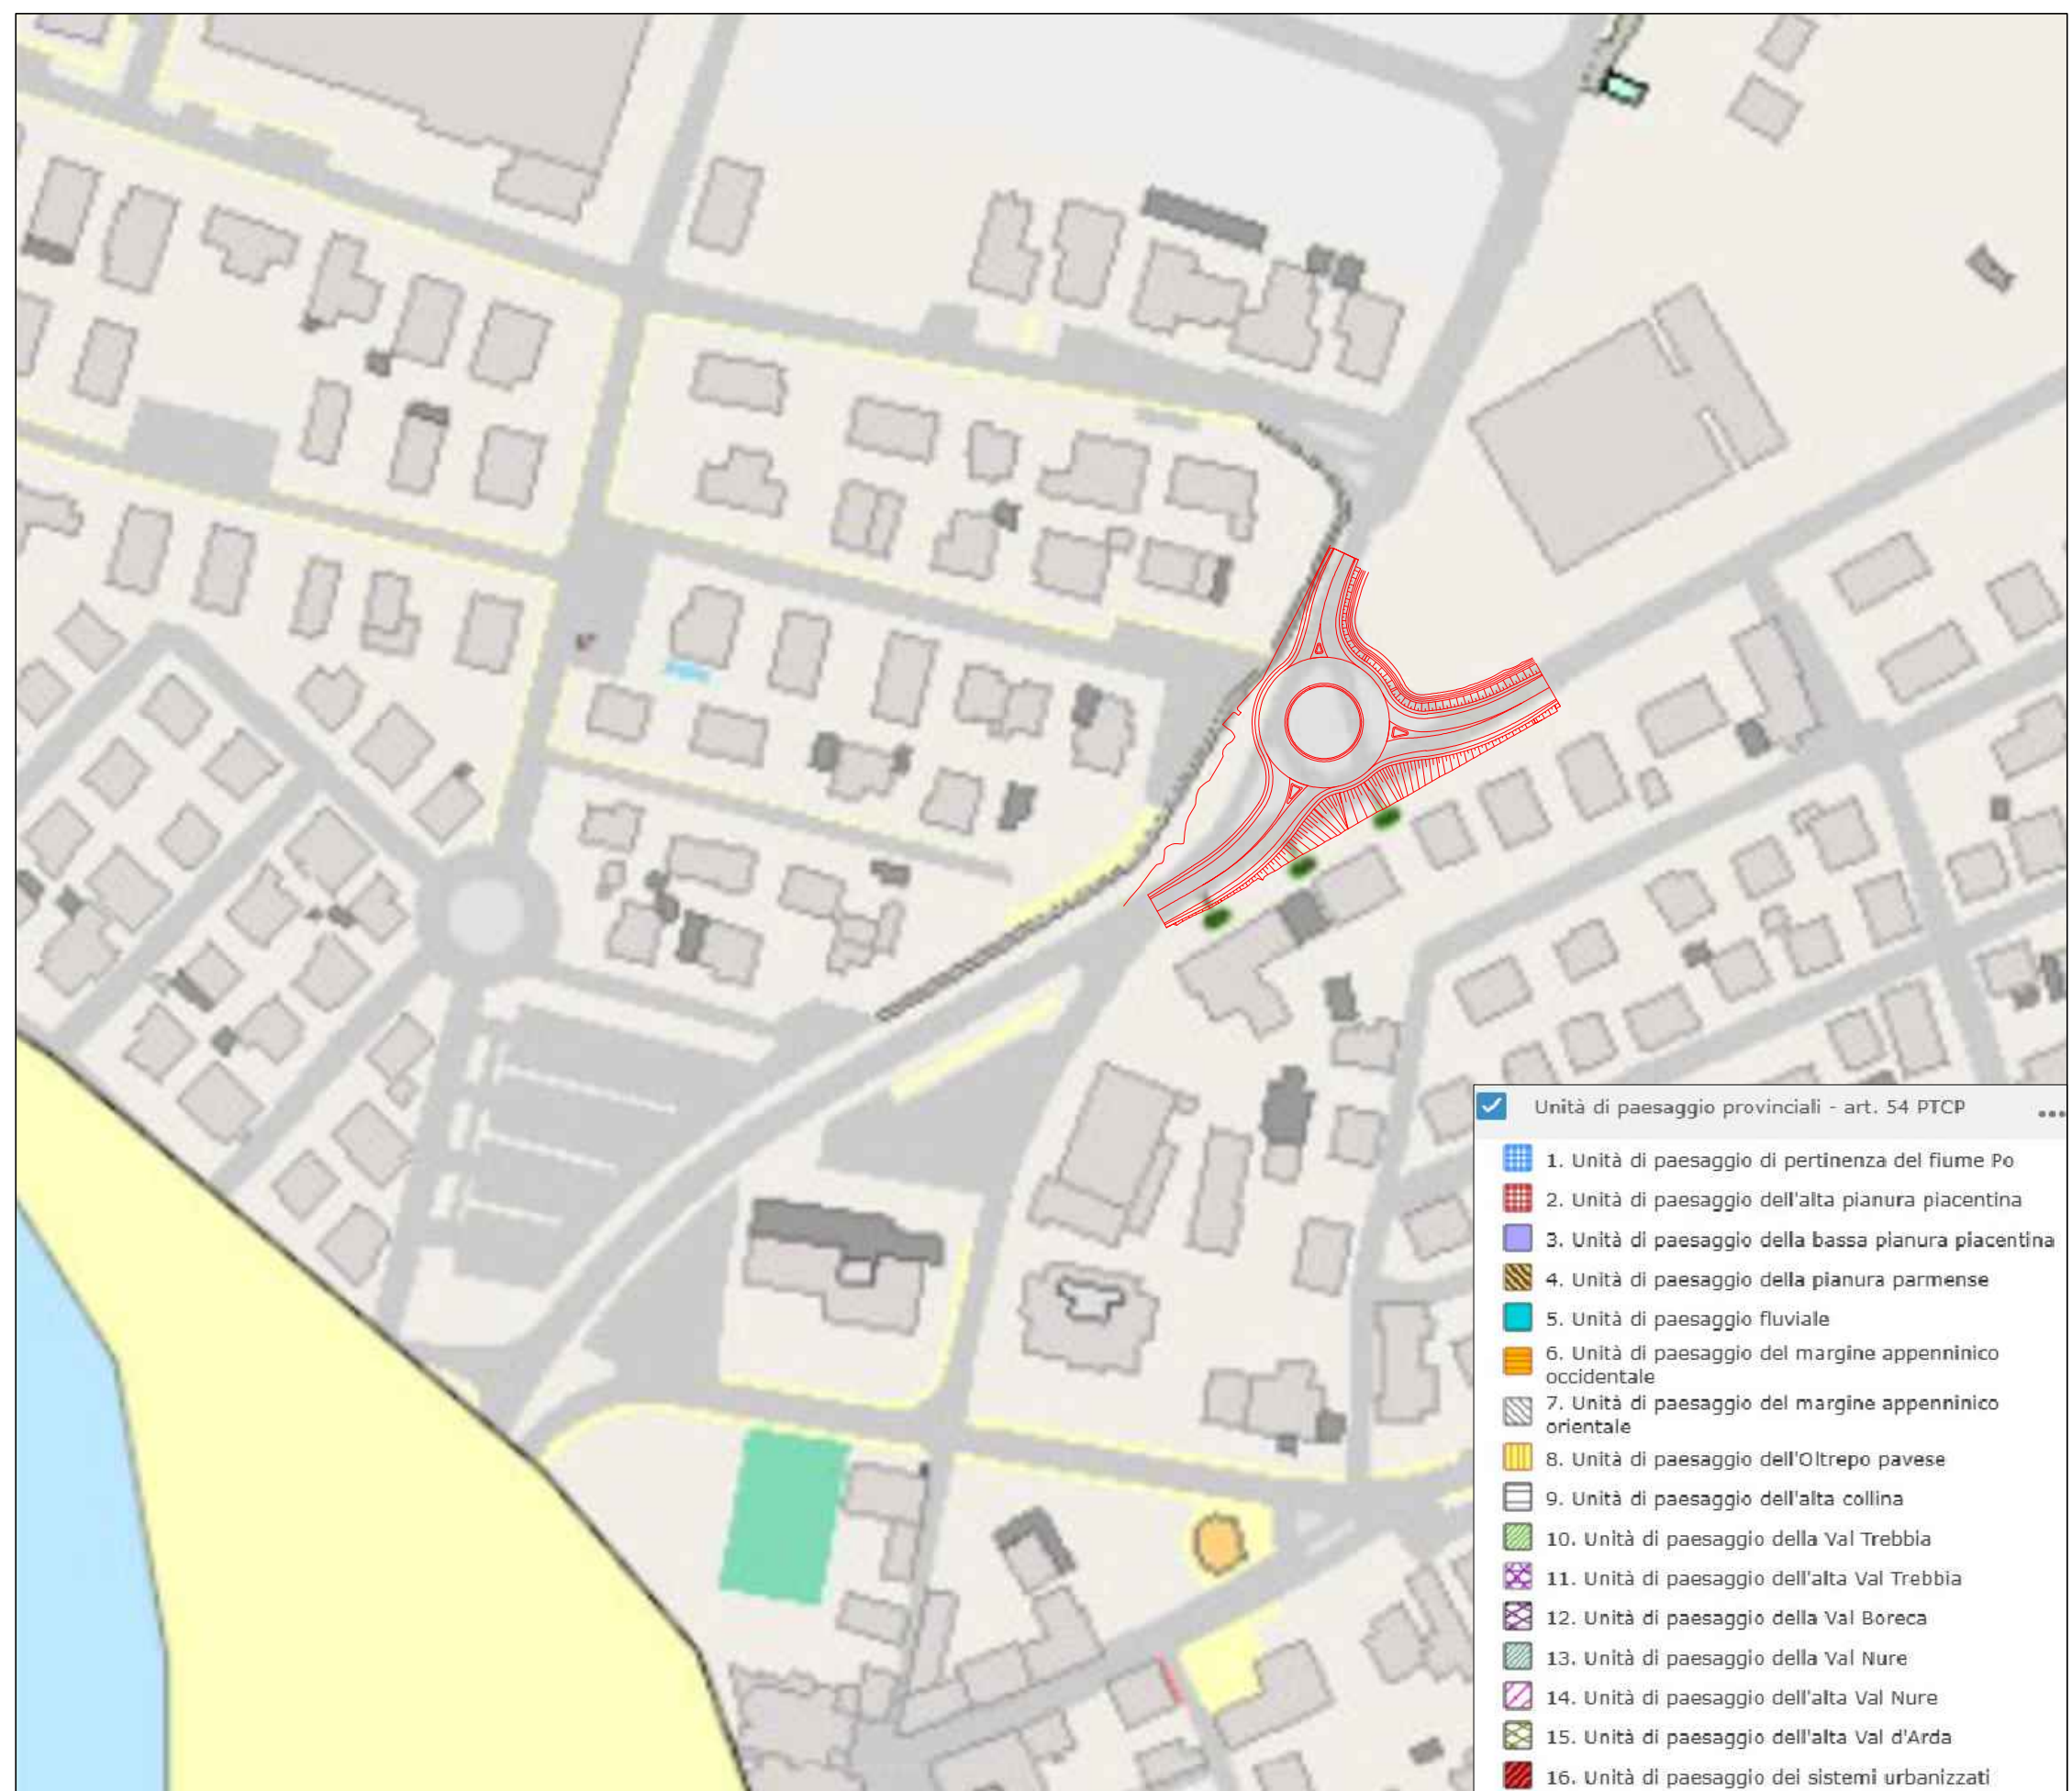 Unità di paesaggio provinciali - art. 54 PTCP
1. Unità di paesaggio di pertinenza del fiume Po
2. Unità di paesaggio dell'alta pianura piacentina
3. Unità di paesaggio della bassa pianura piacentina
4. Unità di paesaggio della pianura parmense
5. Unità di paesaggio fluviale
6. Unità di paesaggio del margine appenninico
occidentale
7. Unità di paesaggio del margine appenninico
orientale
8. Unità di paesaggio dell'Oltrepo pavese
9. Unità di paesaggio dell'alta collina
10. Unità di paesaggio della Val Trebbia
11. Unità di paesaggio dell'alta Val Trebbia
12. Unità di paesaggio della Val Boreca
13. Unità di paesaggio della Val Nure
14. Unità di paesaggio dell'alta Val Nure
15. Unità di paesaggio dell'alta Val d'Arda
16. Unità di paesaggio dei sistemi urbanizzati